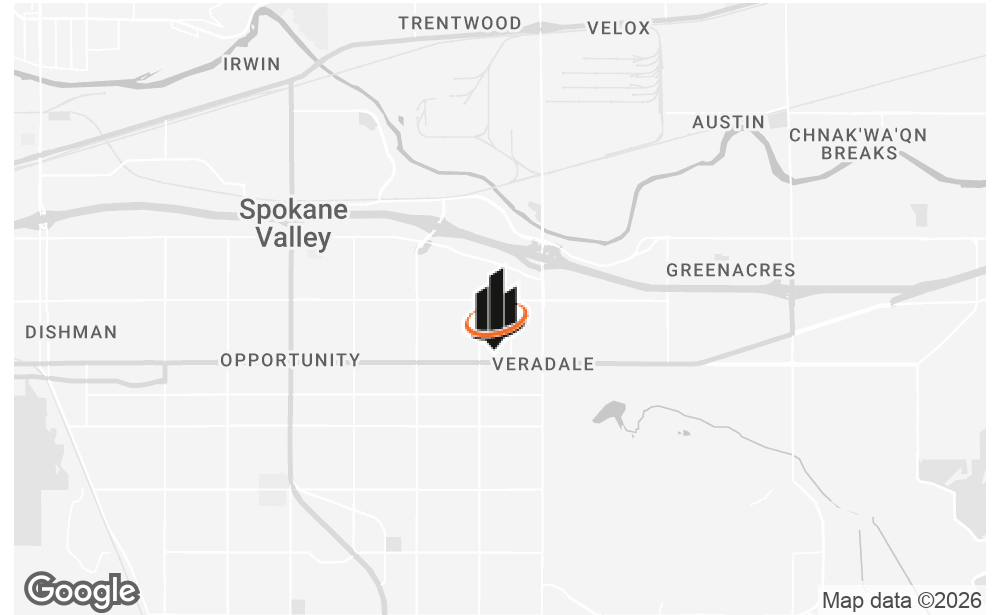 TRENTWOOD
VELOX
IRWIN
AUSTIN
CHNAK'WA'QN
BREAKS
Spokane
Valley
GREENACRES
DISHMAN
OPPORTUNITY
VERADALE
Google
Map data ©2026